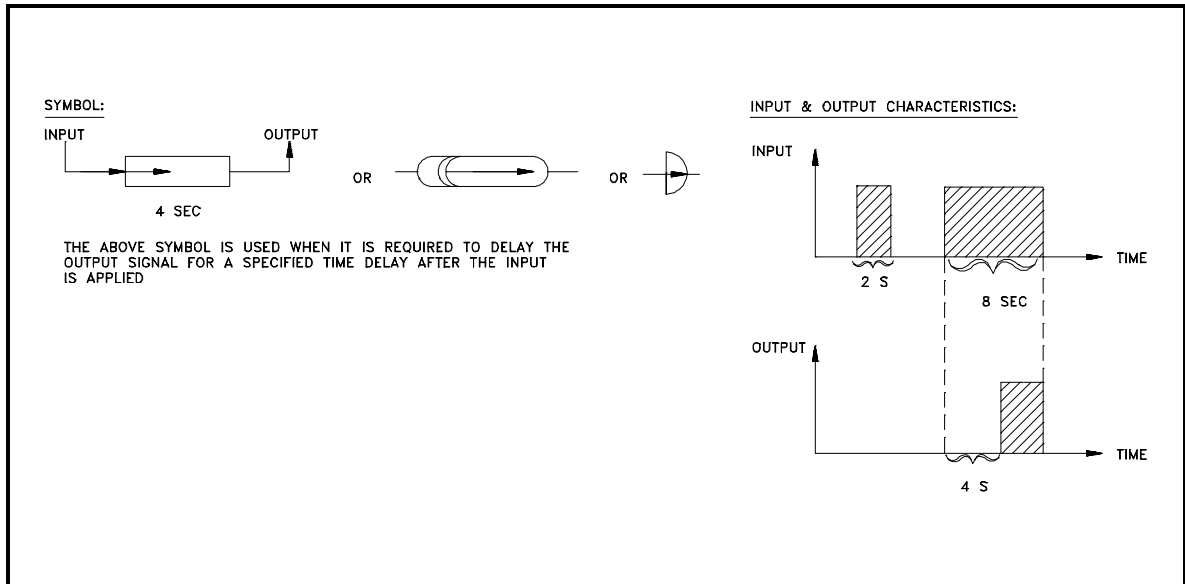 SYMBOL:
INPUT
OUTPUT
4 SEC
OR
OR
THE ABOVE SYMBOL IS USED WHEN IT IS REQUIRED TO DELAY THE
OUTPUT SIGNAL FOR A SPECIFIED TIME DELAY AFTER THE INPUT
IS APPLIED
INPUT & OUTPUT CHARACTERISTICS:
INPUT
TIME
2 S
8 SEC
OUTPUT
TIME
4 S